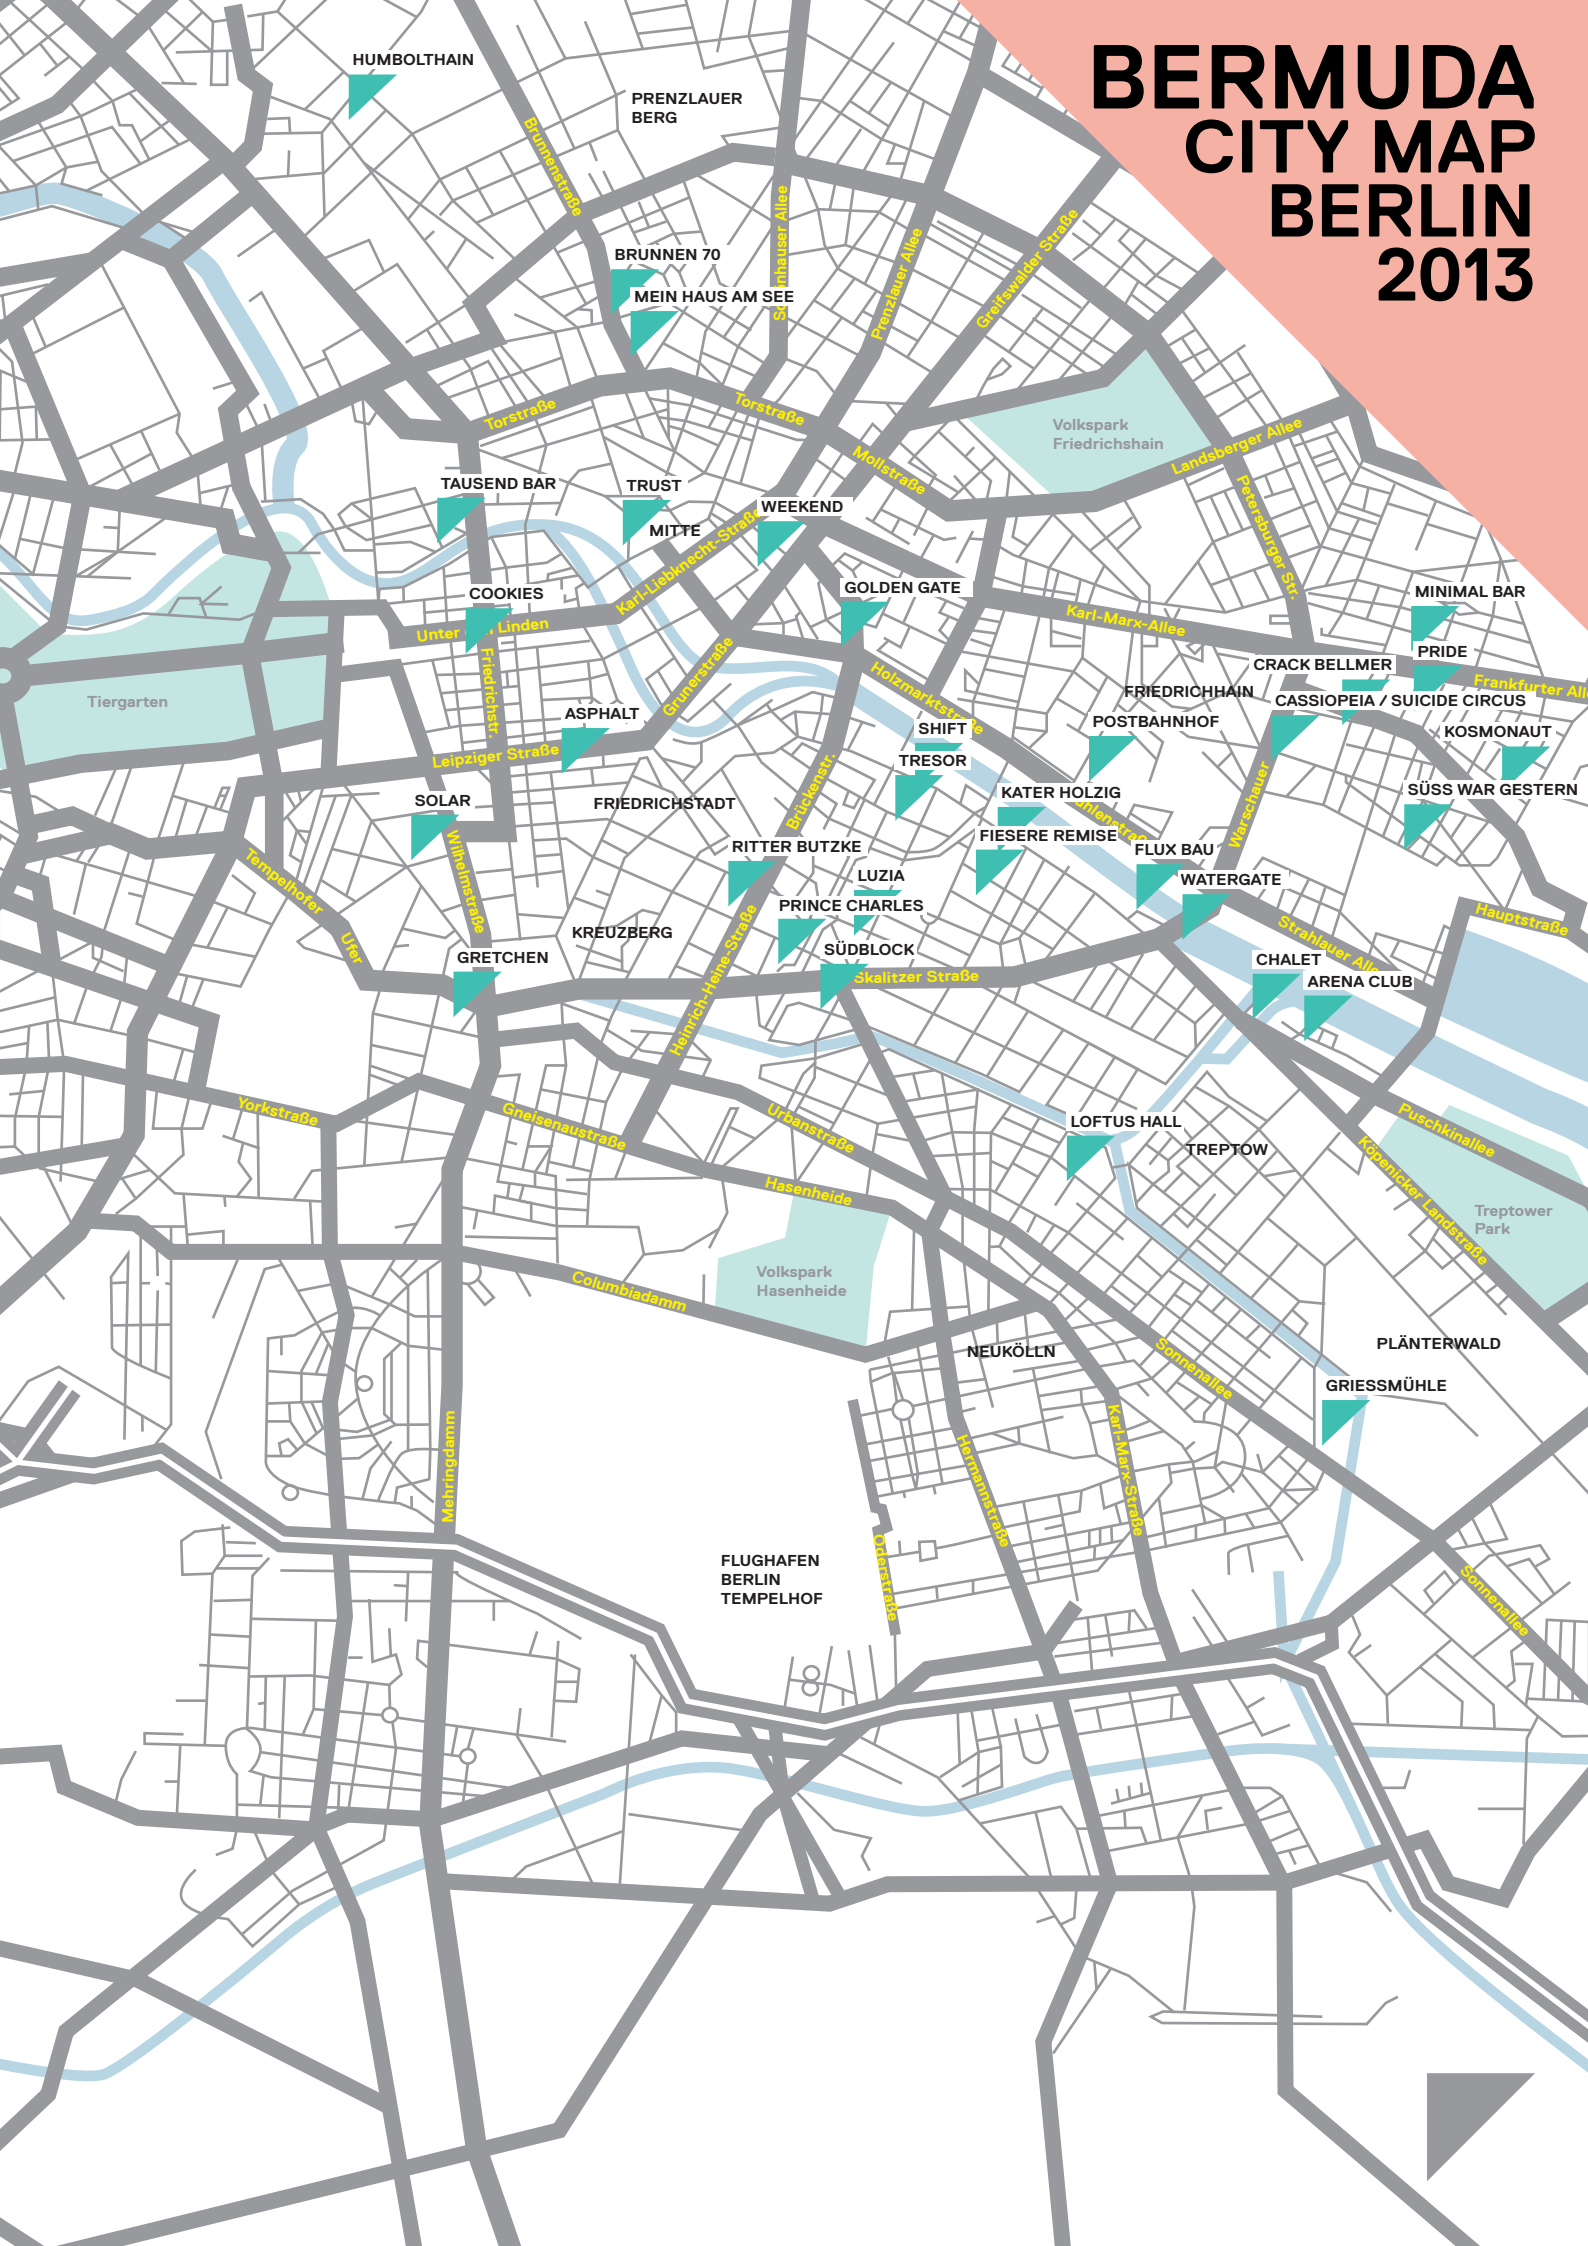 BERMUDA
CITY MAP
BERLIN
2013
HUMBOLTHAIN
PRENZLAUER
BERG
Brunnenstraße
Prenzlauer Allee
Greifswalder Straße
BRUNNEN 70
MEIN HAUS AM SEE
Torstraße
Torstraße
Volkspark
Friedrichshain
Landsberger Allee
Mollstraße
TAUSEND BAR
TRUST
MITTE
WEEKEND
Petersburger Str.
Karl-Liebknecht-Straße
COOKIES
GOLDEN GATE
MINIMAL BAR
Unter
Linden
Karl-Marx-Allee
Friedrichstr.
Grunerstraße
CRACK BELLMER
PRIDE
Holzmarktstraße
FRIEDRICHHAIN
Frankfurter
Tiergarten
CASSIOPEIA / SUICIDE CIRCUS
ASPHALT
SHIFT
POSTBAHNHOF
KOSMONAUT
Leipziger Straße
TRESOR
SOLAR
FRIEDRICHSTADT
Brückenstr.
KATER HOLZIG
SÜSS WAR GESTERN
Warschauer
FIESERE REMISE
RITTER BUTZKE
FLUX BAU
Tempelhofer
Ufer
Wilhelmstraße
LUZIA
WATERGATE
PRINCE CHARLES
Hauptstraße
KREUZBERG
Heinrich-Heine-Straße
SÜDBLOCK
Strahlauer
GRETCHEN
Skalitzer Straße
CHALET
ARENA CLUB
Yorkstraße
Gneisenaustraße
Urbanstraße
LOFTUS HALL
TREPTOW
Puschkinallee
Köpenicker Landstraße
Hasenheide
Treptower
Park
Volkspark
Hasenheide
Columbiadamm
NEUKÖLLN
PLÄNTERWALD
Sonnenallee
GRIESSMÜHLE
Mehringdamm
Hermannstraße
Karl-Marx-Straße
FLUGHAFEN
BERLIN
TEMPELHOF
Oderstraße
Sonnenallee